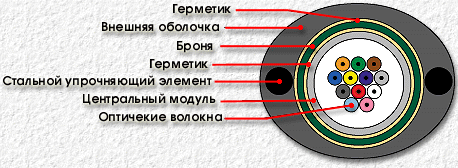 Герметик
Внешняя оболочка
Броня
Герметик
Стальной упрочняющий элемент
Центральный модуль
Оптичекие волокна